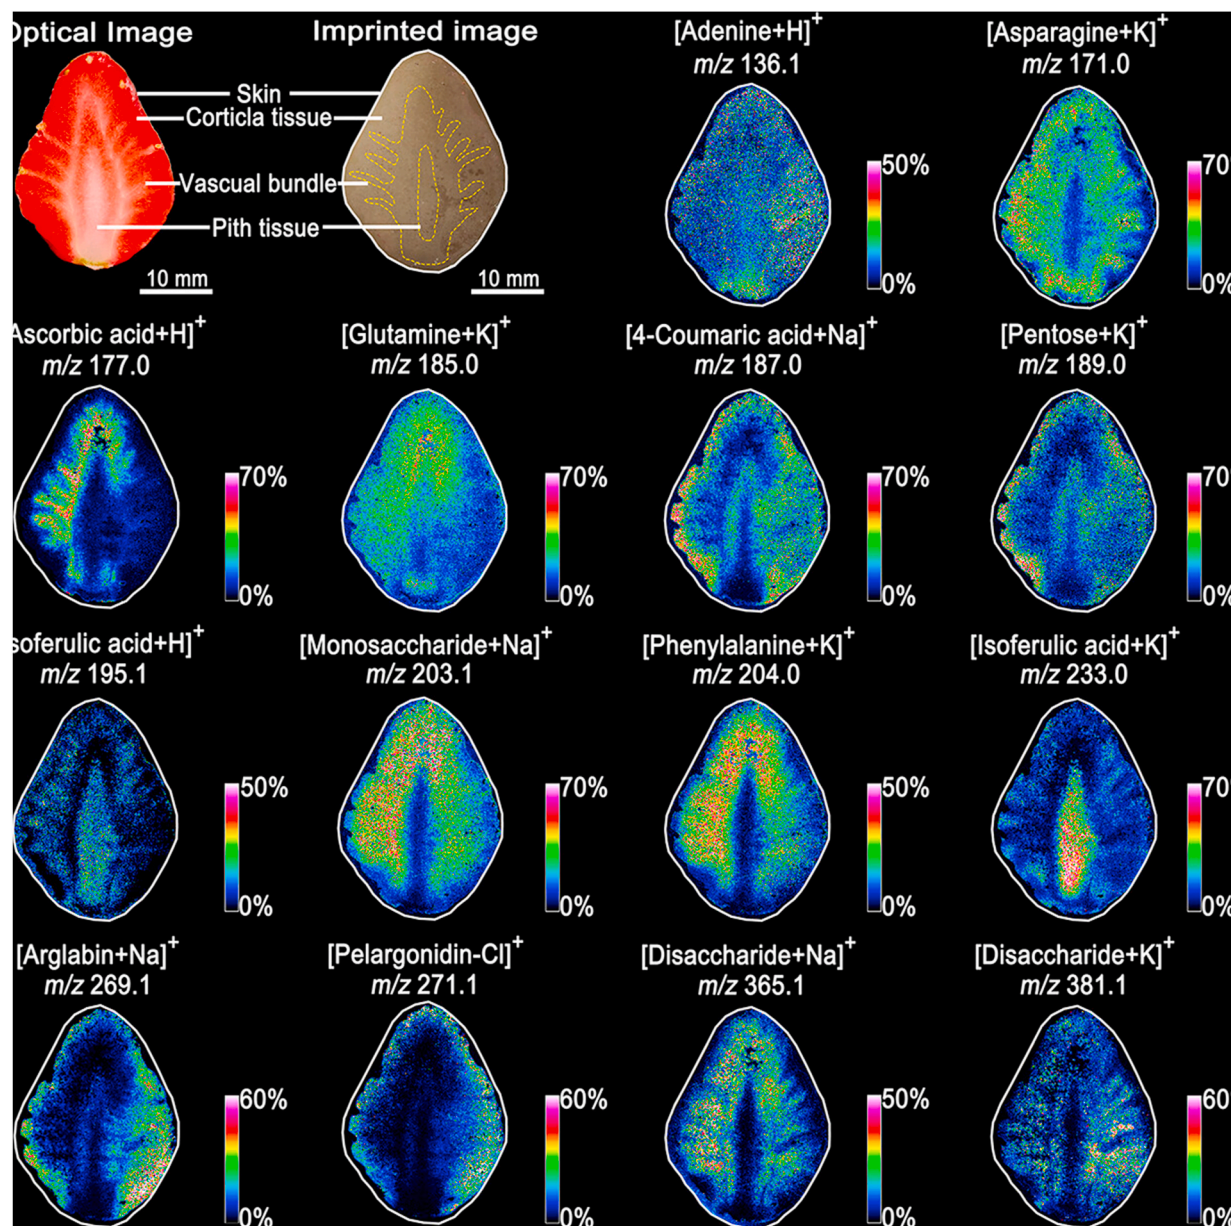 Optical Image
Imprinted image
[Adenine+H]+
m/z 136.1
[Asparagine+K]+
m/z 171.0
Skin
Corticla tissue
Vascual bundle
Pith tissue
10 mm
10 mm
50%
0%
70
0%
Ascorbic acid+H]+
m/z 177.0
[Glutamine+K]+
m/z 185.0
[4-Coumaric acid+Na]+
m/z 187.0
[Pentose+K]+
m/z 189.0
70%
0%
70%
0%
70%
0%
70
0%
soferulic acid+H]+
m/z 195.1
[Monosaccharide+Na]+
m/z 203.1
[Phenylalanine+K]+
m/z 204.0
[Isoferulic acid+K]+
m/z 233.0
50%
0%
70%
0%
50%
0%
70
0%
[Arglabin+Na]+
m/z 269.1
[Pelargonidin-Cl]+
m/z 271.1
[Disaccharide+Na]+
m/z 365.1
[Disaccharide+K]+
m/z 381.1
60%
0%
60%
0%
50%
0%
60
0%